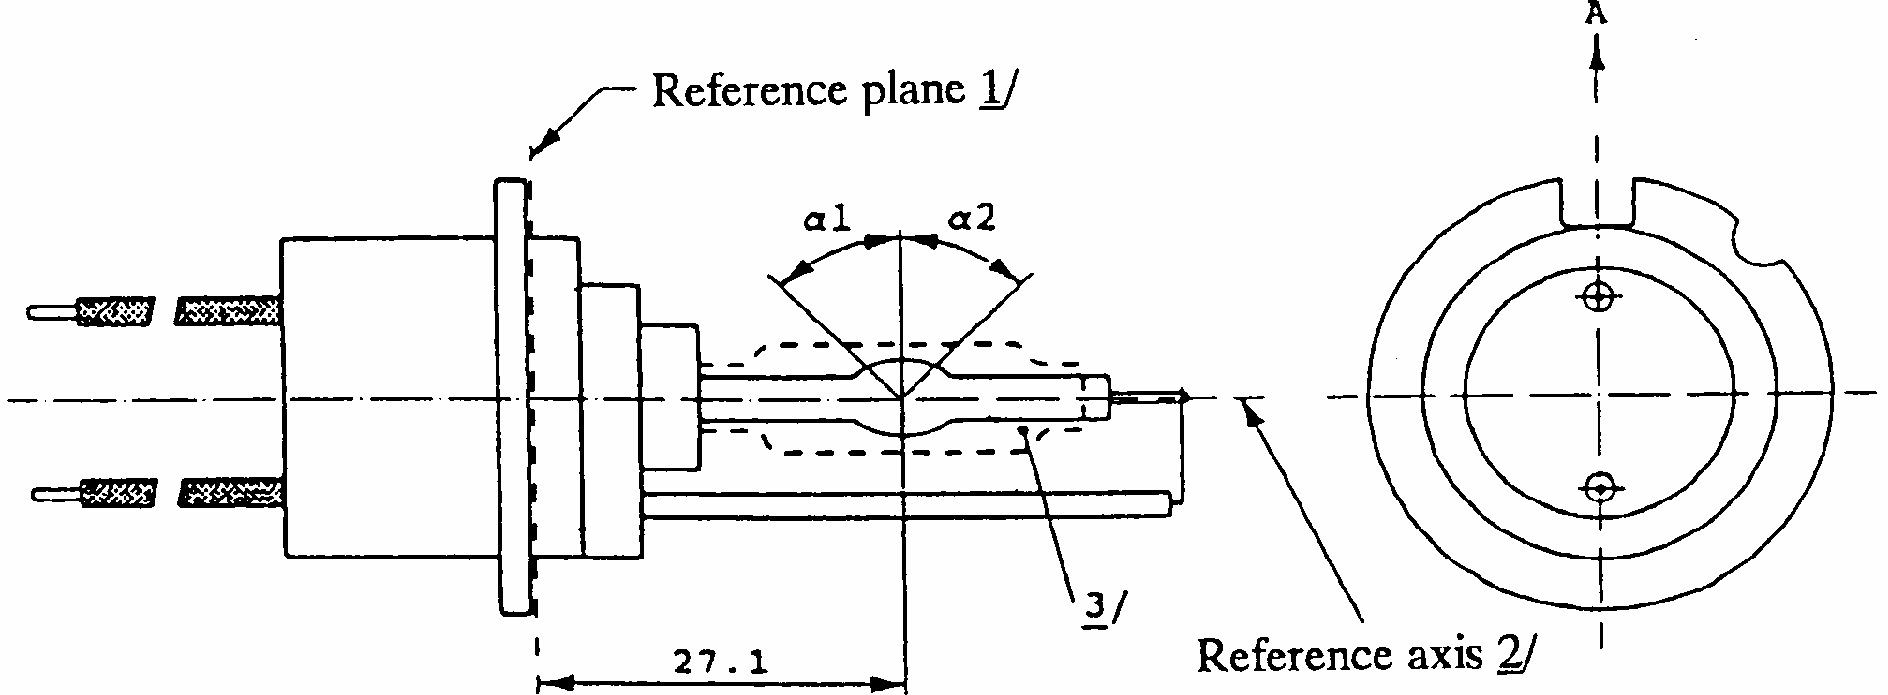 A
Reference plane 1/
α1 α2
3/
Reference axis 2/
27.1